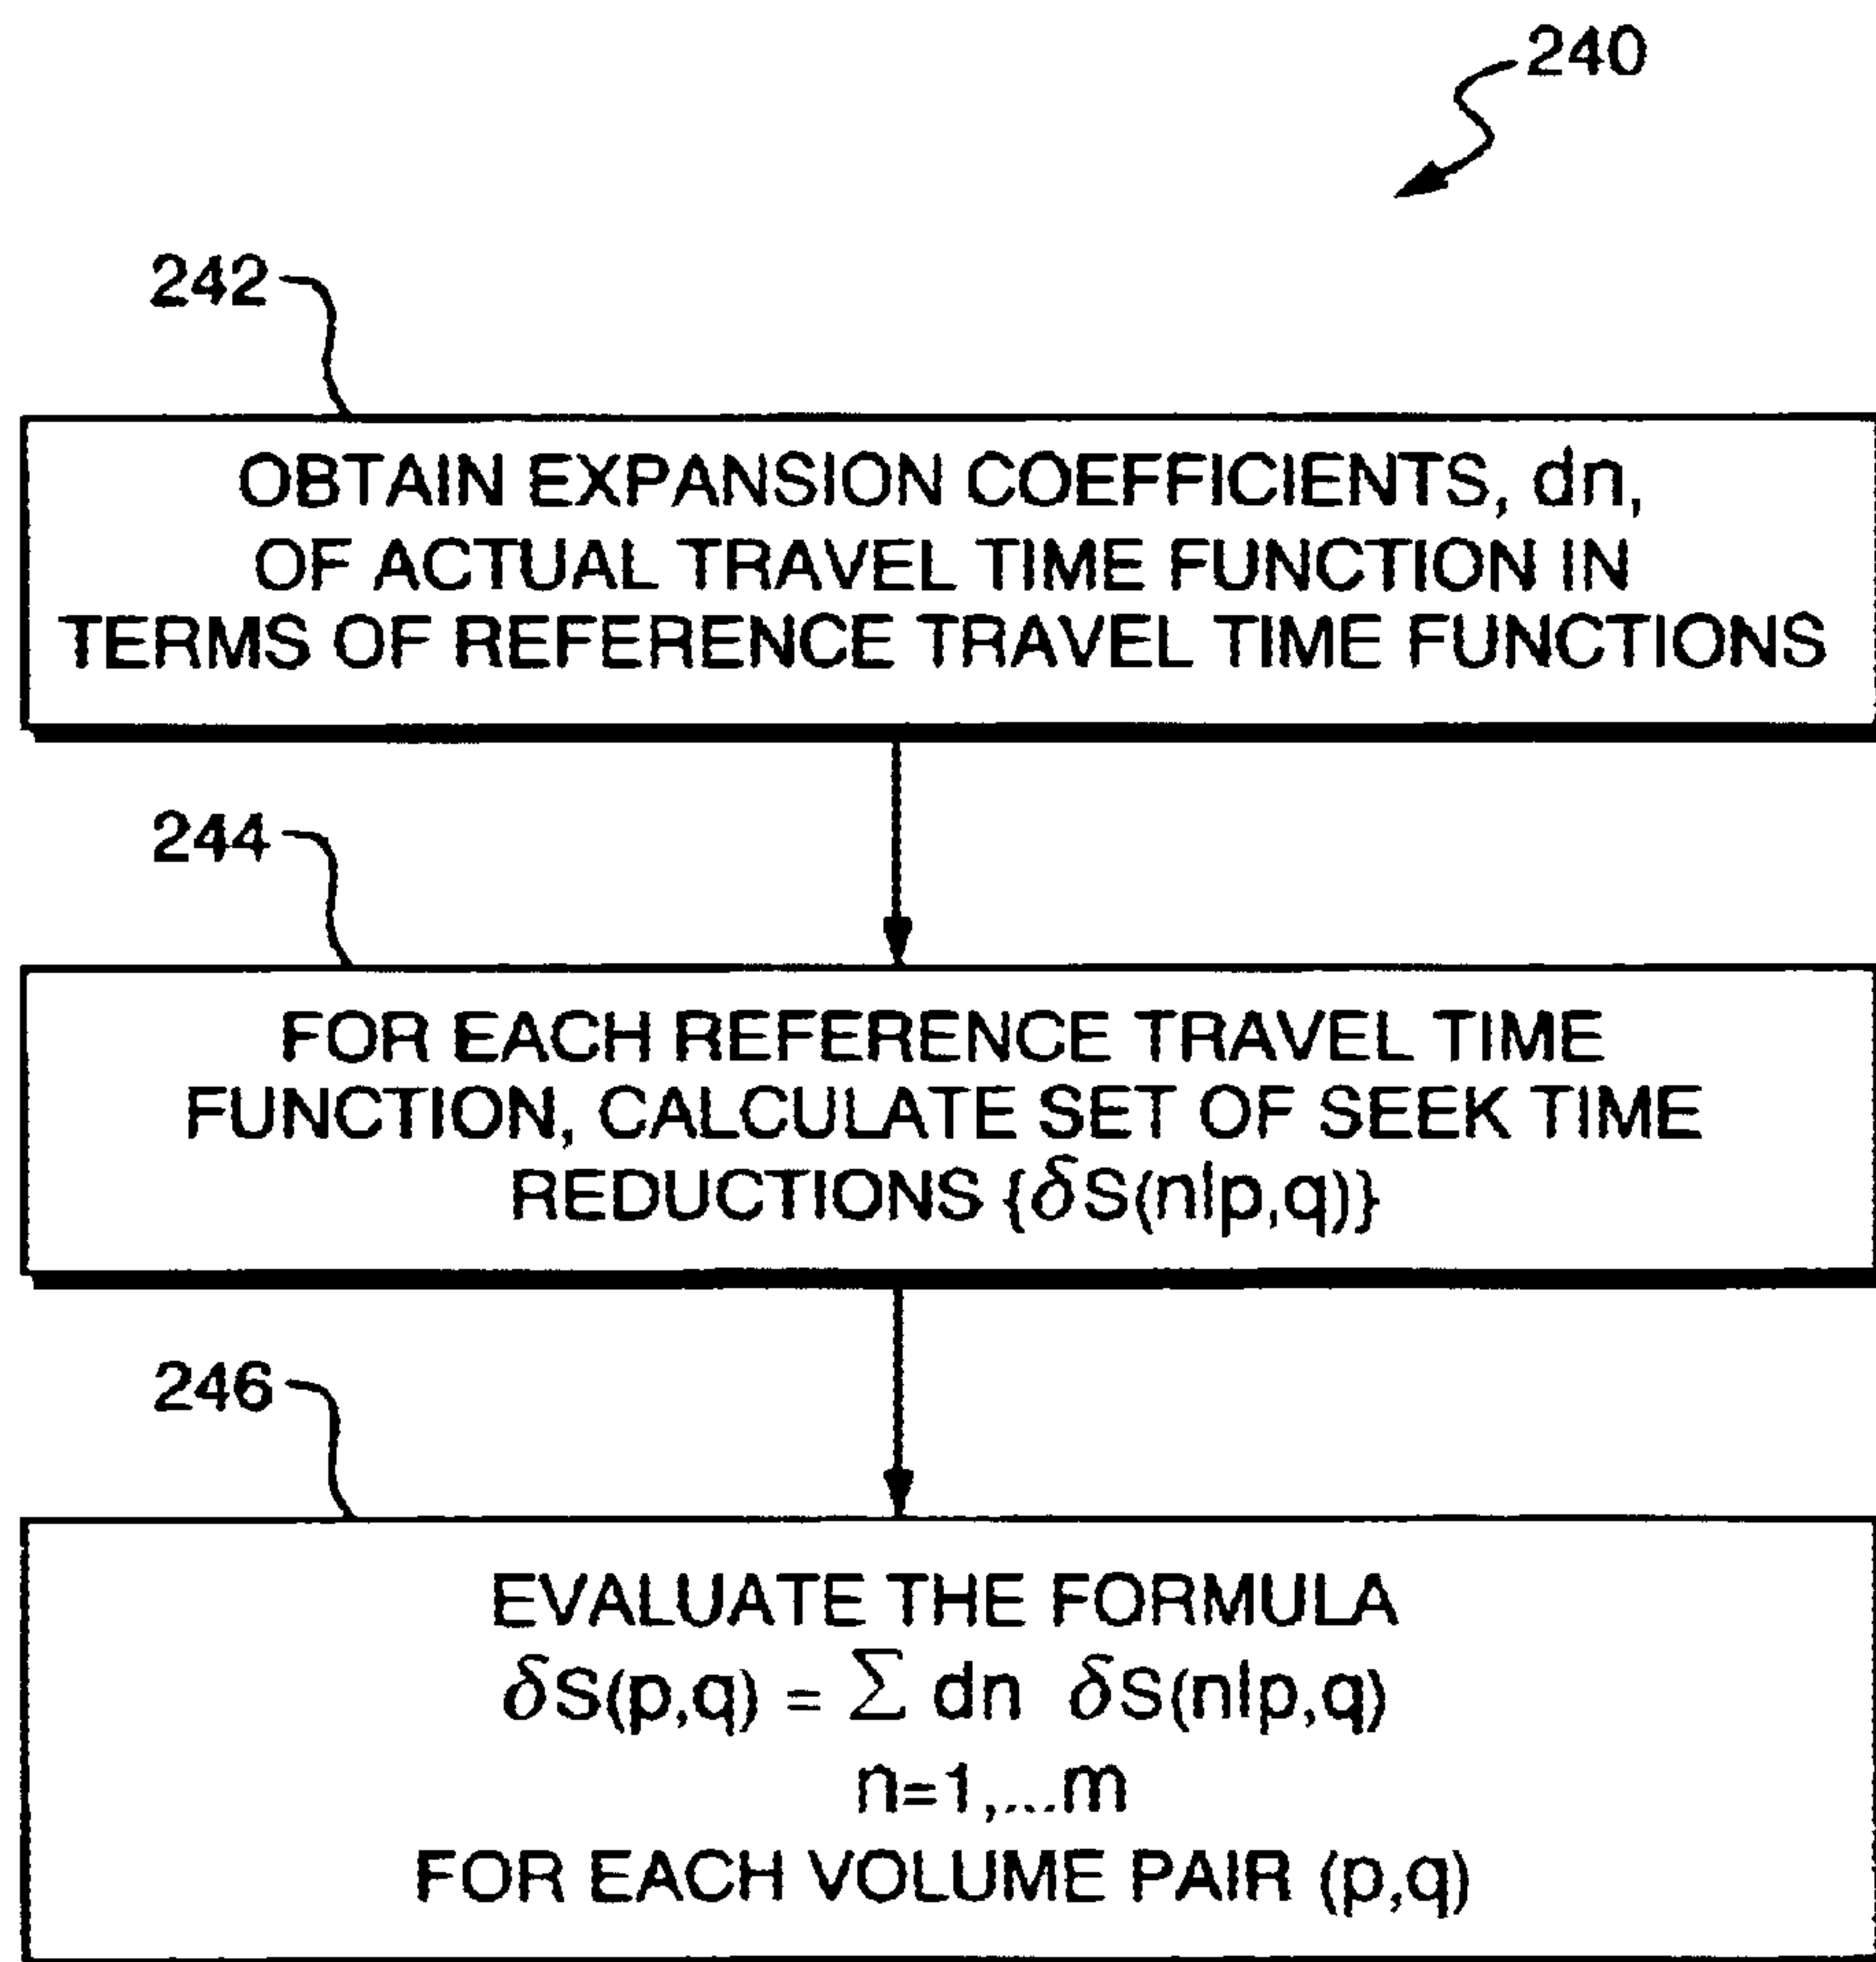 240
242
OBTAIN EXPANSION COEFFICIENTS, dn,
OF ACTUAL TRAVEL TIME FUNCTION IN
TERMS OF REFERENCE TRAVEL TIME FUNCTIONS
244
FOR EACH REFERENCE TRAVEL TIME
FUNCTION, CALCULATE SET OF SEEK TIME
REDUCTIONS {δS(n|p,q)}
246
EVALUATE THE FORMULA
δS(p,q) = Σ dn δS(n|p,q)
n=1,...m
FOR EACH VOLUME PAIR (p,q)